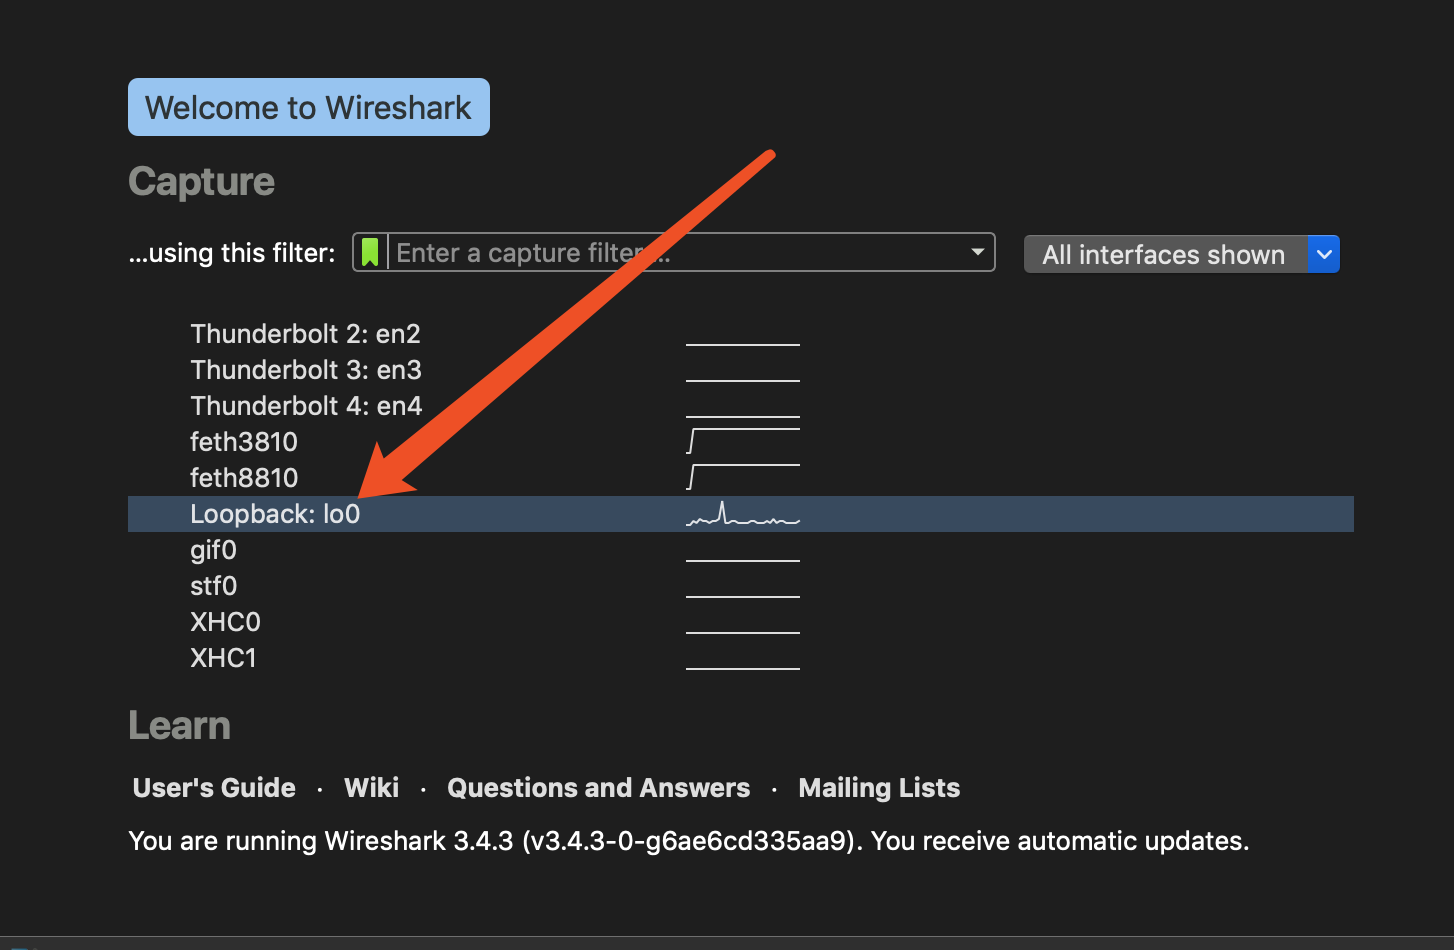 Welcome to Wireshark
Capture
...using this filter: Enter a capture filter ... All interfaces shown
Thunderbolt 2: en2
Thunderbolt 3: en3
Thunderbolt 4: en4
feth3810
feth8810
Loopback: lo0
gif0
stf0
XHC0
XHC1
Learn
User's Guide · Wiki · Questions and Answers · Mailing Lists
You are running Wireshark 3.4.3 (v3.4.3-0-g6ae6cd335aa9). You receive automatic updates.